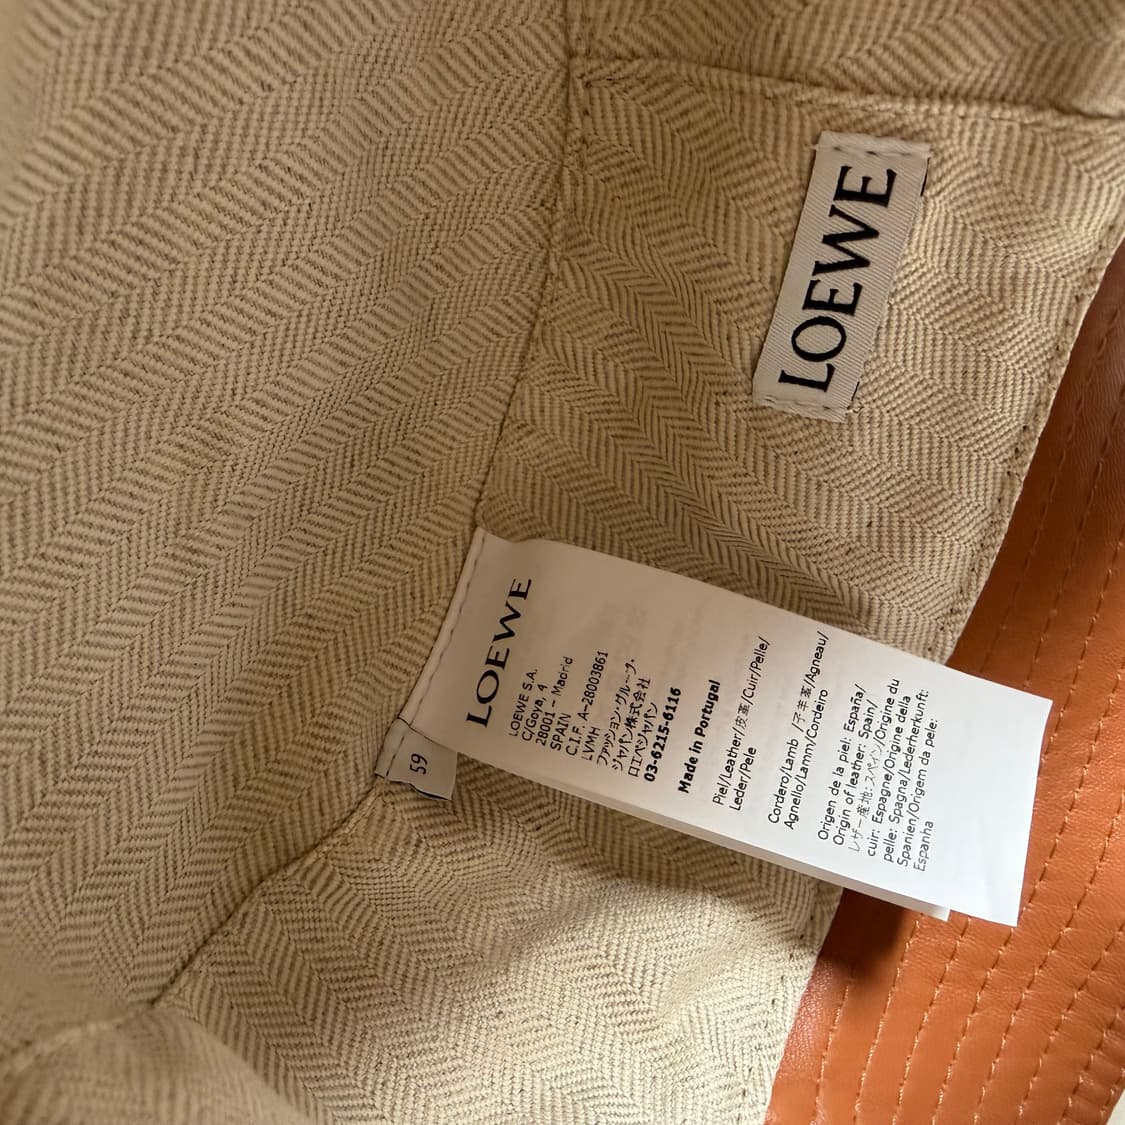 LOEWE
LOEWE
LOEWE S.A.
C/Goya, 4
28001 – Madrid
SPAIN
C.I.F. A-28003861
LVMH
ファッション・グループ・
ジャパン株式会社
ロエベジャパン
03-6215-6116
Made in Portugal
Piel/Leather/皮革/Cuir/Pelle/
Leder/Pele
Cordero/Lamb /子羊革/Agneau/
Agnello/Lamm/Cordeiro
Origen de la piel: España/
Origin of leather: Spain/
レザー産地: スペイン/Origine du
cuir: Espagne/Origine della
pelle: Spagna/Lederherkunft:
Spanien/Origem da pele:
Espanha
59